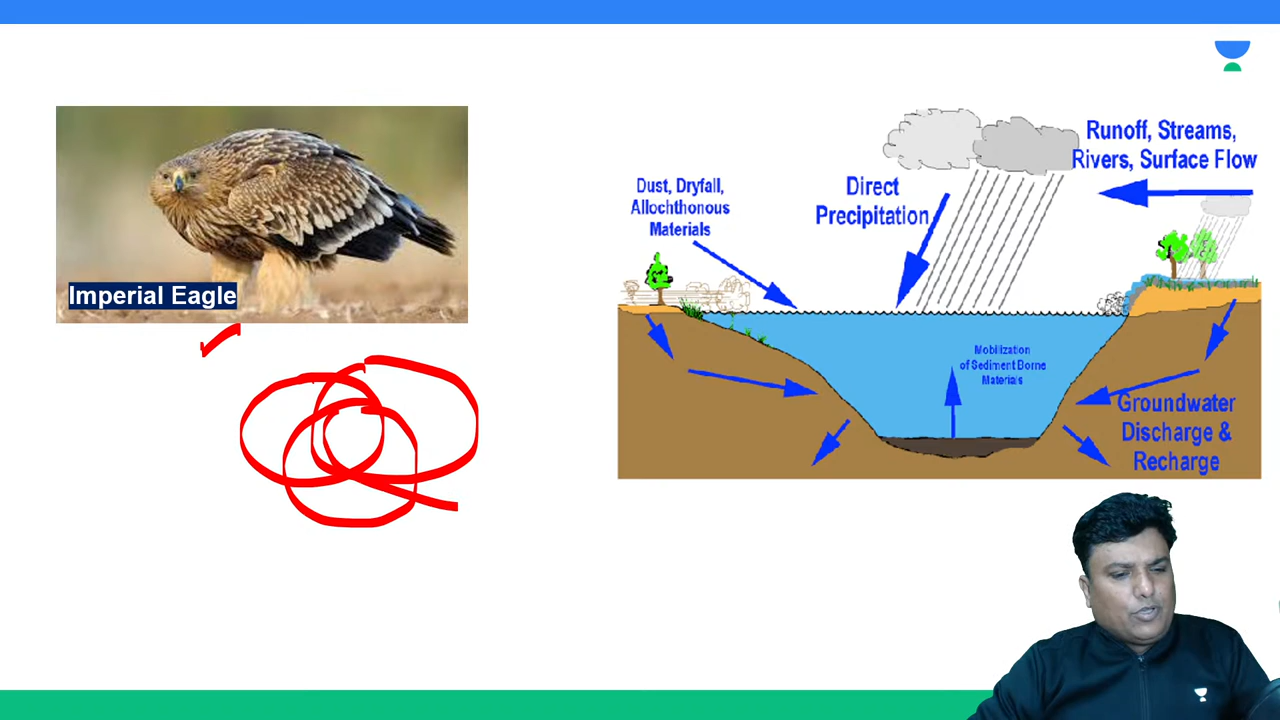 Imperial Eagle
Dust, Dryfall,
Allochthonous
Materials
Direct
Precipitation
Runoff, Streams,
Rivers, Surface Flow
Mobilization
of Sediment Borne
Materials
Groundwater
Discharge &
Recharge